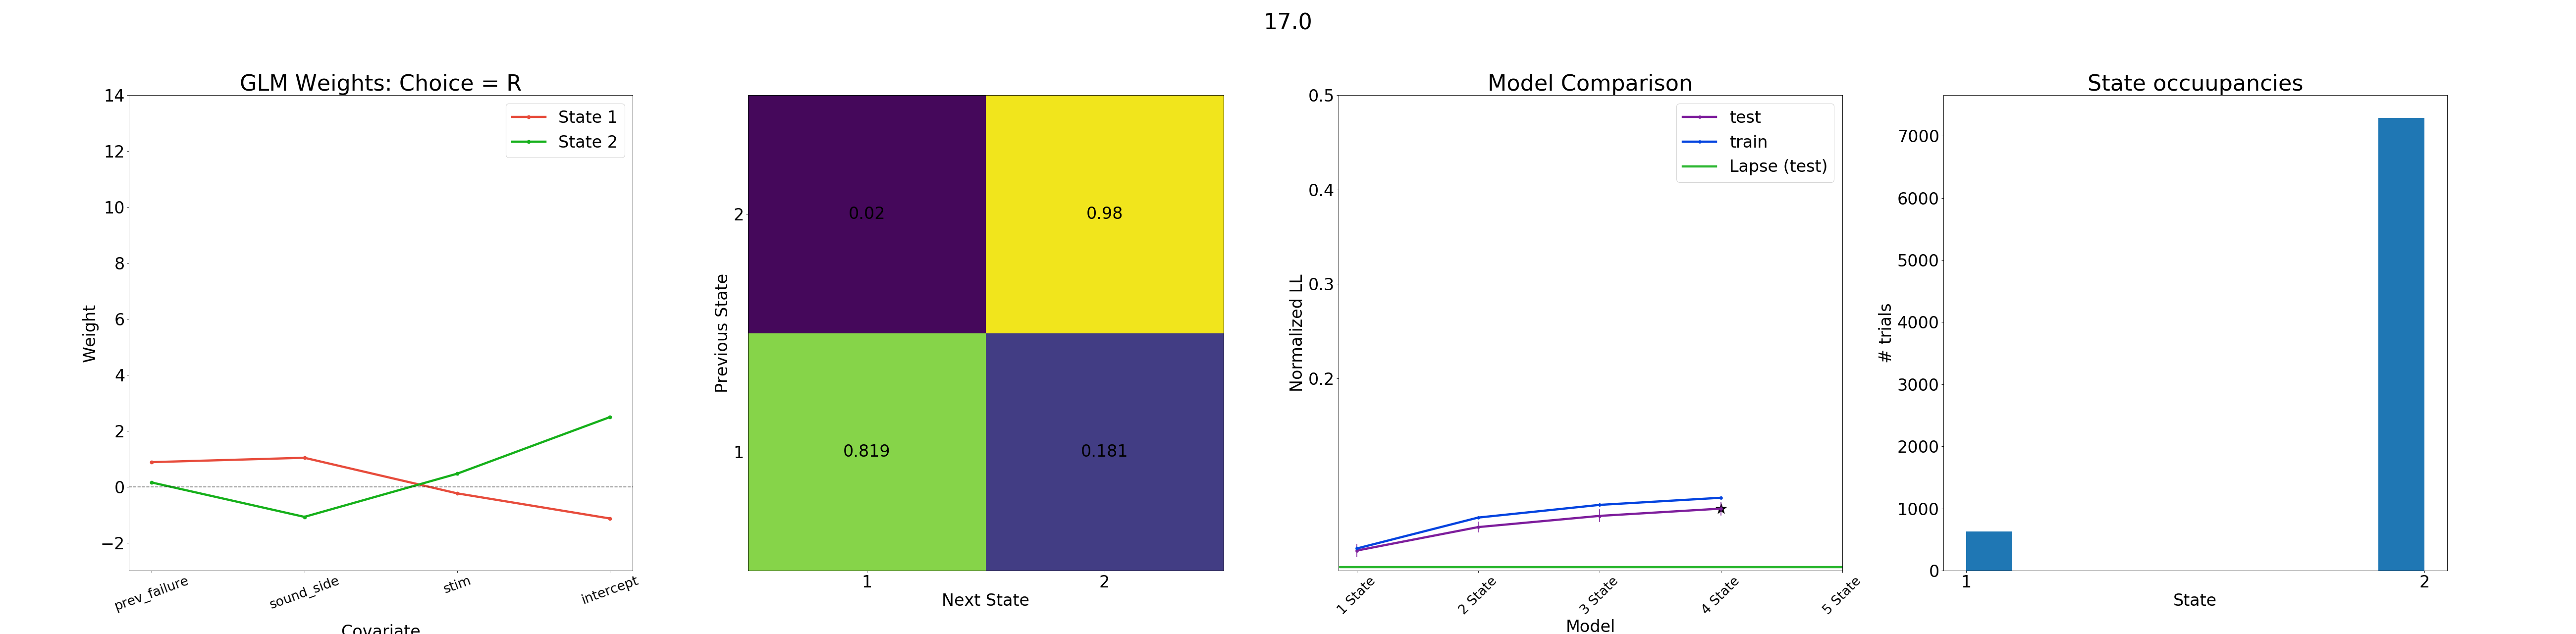 17.0
GLM Weights: Choice = R
14
12
10
8
6
4
2
0
−2
Weight
State 1
State 2
prev_failure
sound_side
stim
intercept
Covariate
Previous State
2
1
0.02
0.98
0.819
0.181
1
2
Next State
Model Comparison
0.5
0.4
0.3
0.2
Normalized LL
test
train
Lapse (test)
1 State
2 State
3 State
4 State
5 State
Model
State occuupancies
7000
6000
5000
4000
3000
2000
1000
0
# trials
1
2
State